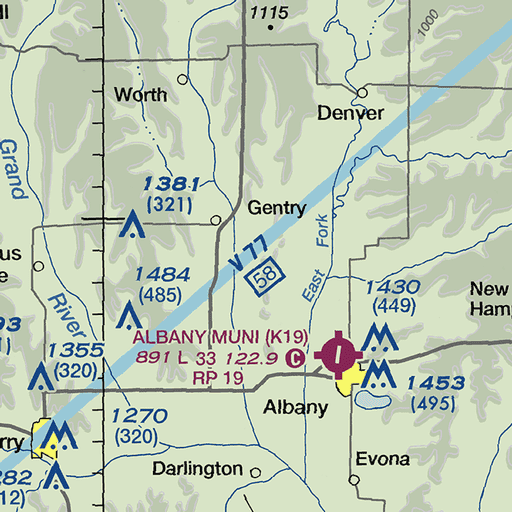 1115
1000
Worth
Denver
Grand
1381
(321)
Gentry
V 77
58
East Fork
1484
(485)
1430
(449)
New
Hamp
River
ALBANY MUNI (K19)
891 L 33 122.9 C
RP 19
1355
(320)
1453
(495)
Albany
1270
(320)
Darlington
Evona